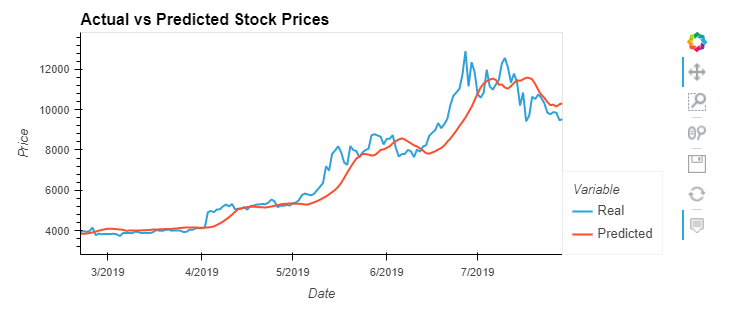 Actual vs Predicted Stock Prices
Price
12000
10000
8000
6000
4000
3/2019 4/2019 5/2019 6/2019 7/2019
Date
Variable
Real
Predicted